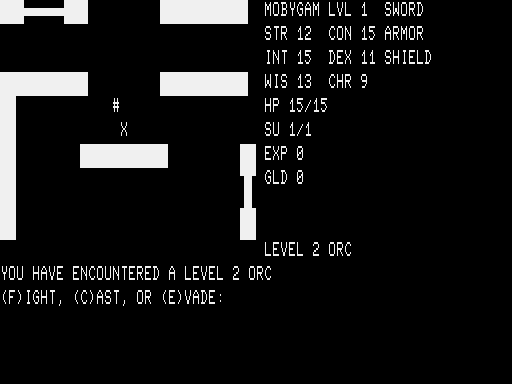 MOBYGAM LVL 1 SWORD
STR 12 CON 15 ARMOR
INT 15 DEX 11 SHIELD
WIS 13 CHR 9
HP 15/15
#
SU 1/1
X
EXP 0
GLD 0
LEVEL 2 ORC
YOU HAVE ENCOUNTERED A LEVEL 2 ORC
(F)IGHT, (C)AST, OR (E)VADE: